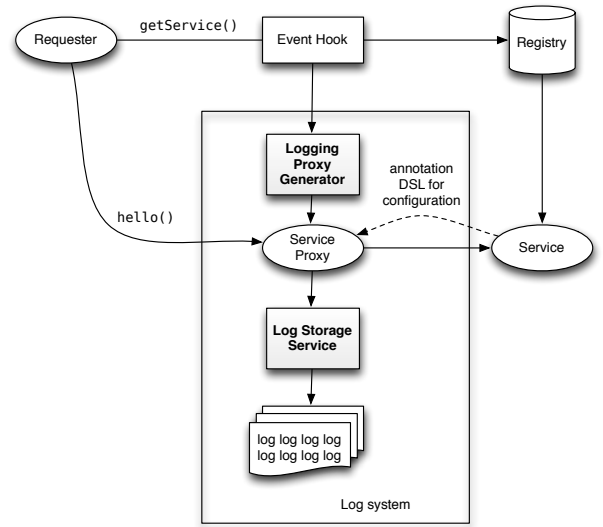 getService()
Requester
Event Hook
Registry
Logging
Proxy
Generator
annotation
DSL for
configuration
hello()
Service
Proxy
Service
Log Storage
Service
log log log log
log log log log
Log system